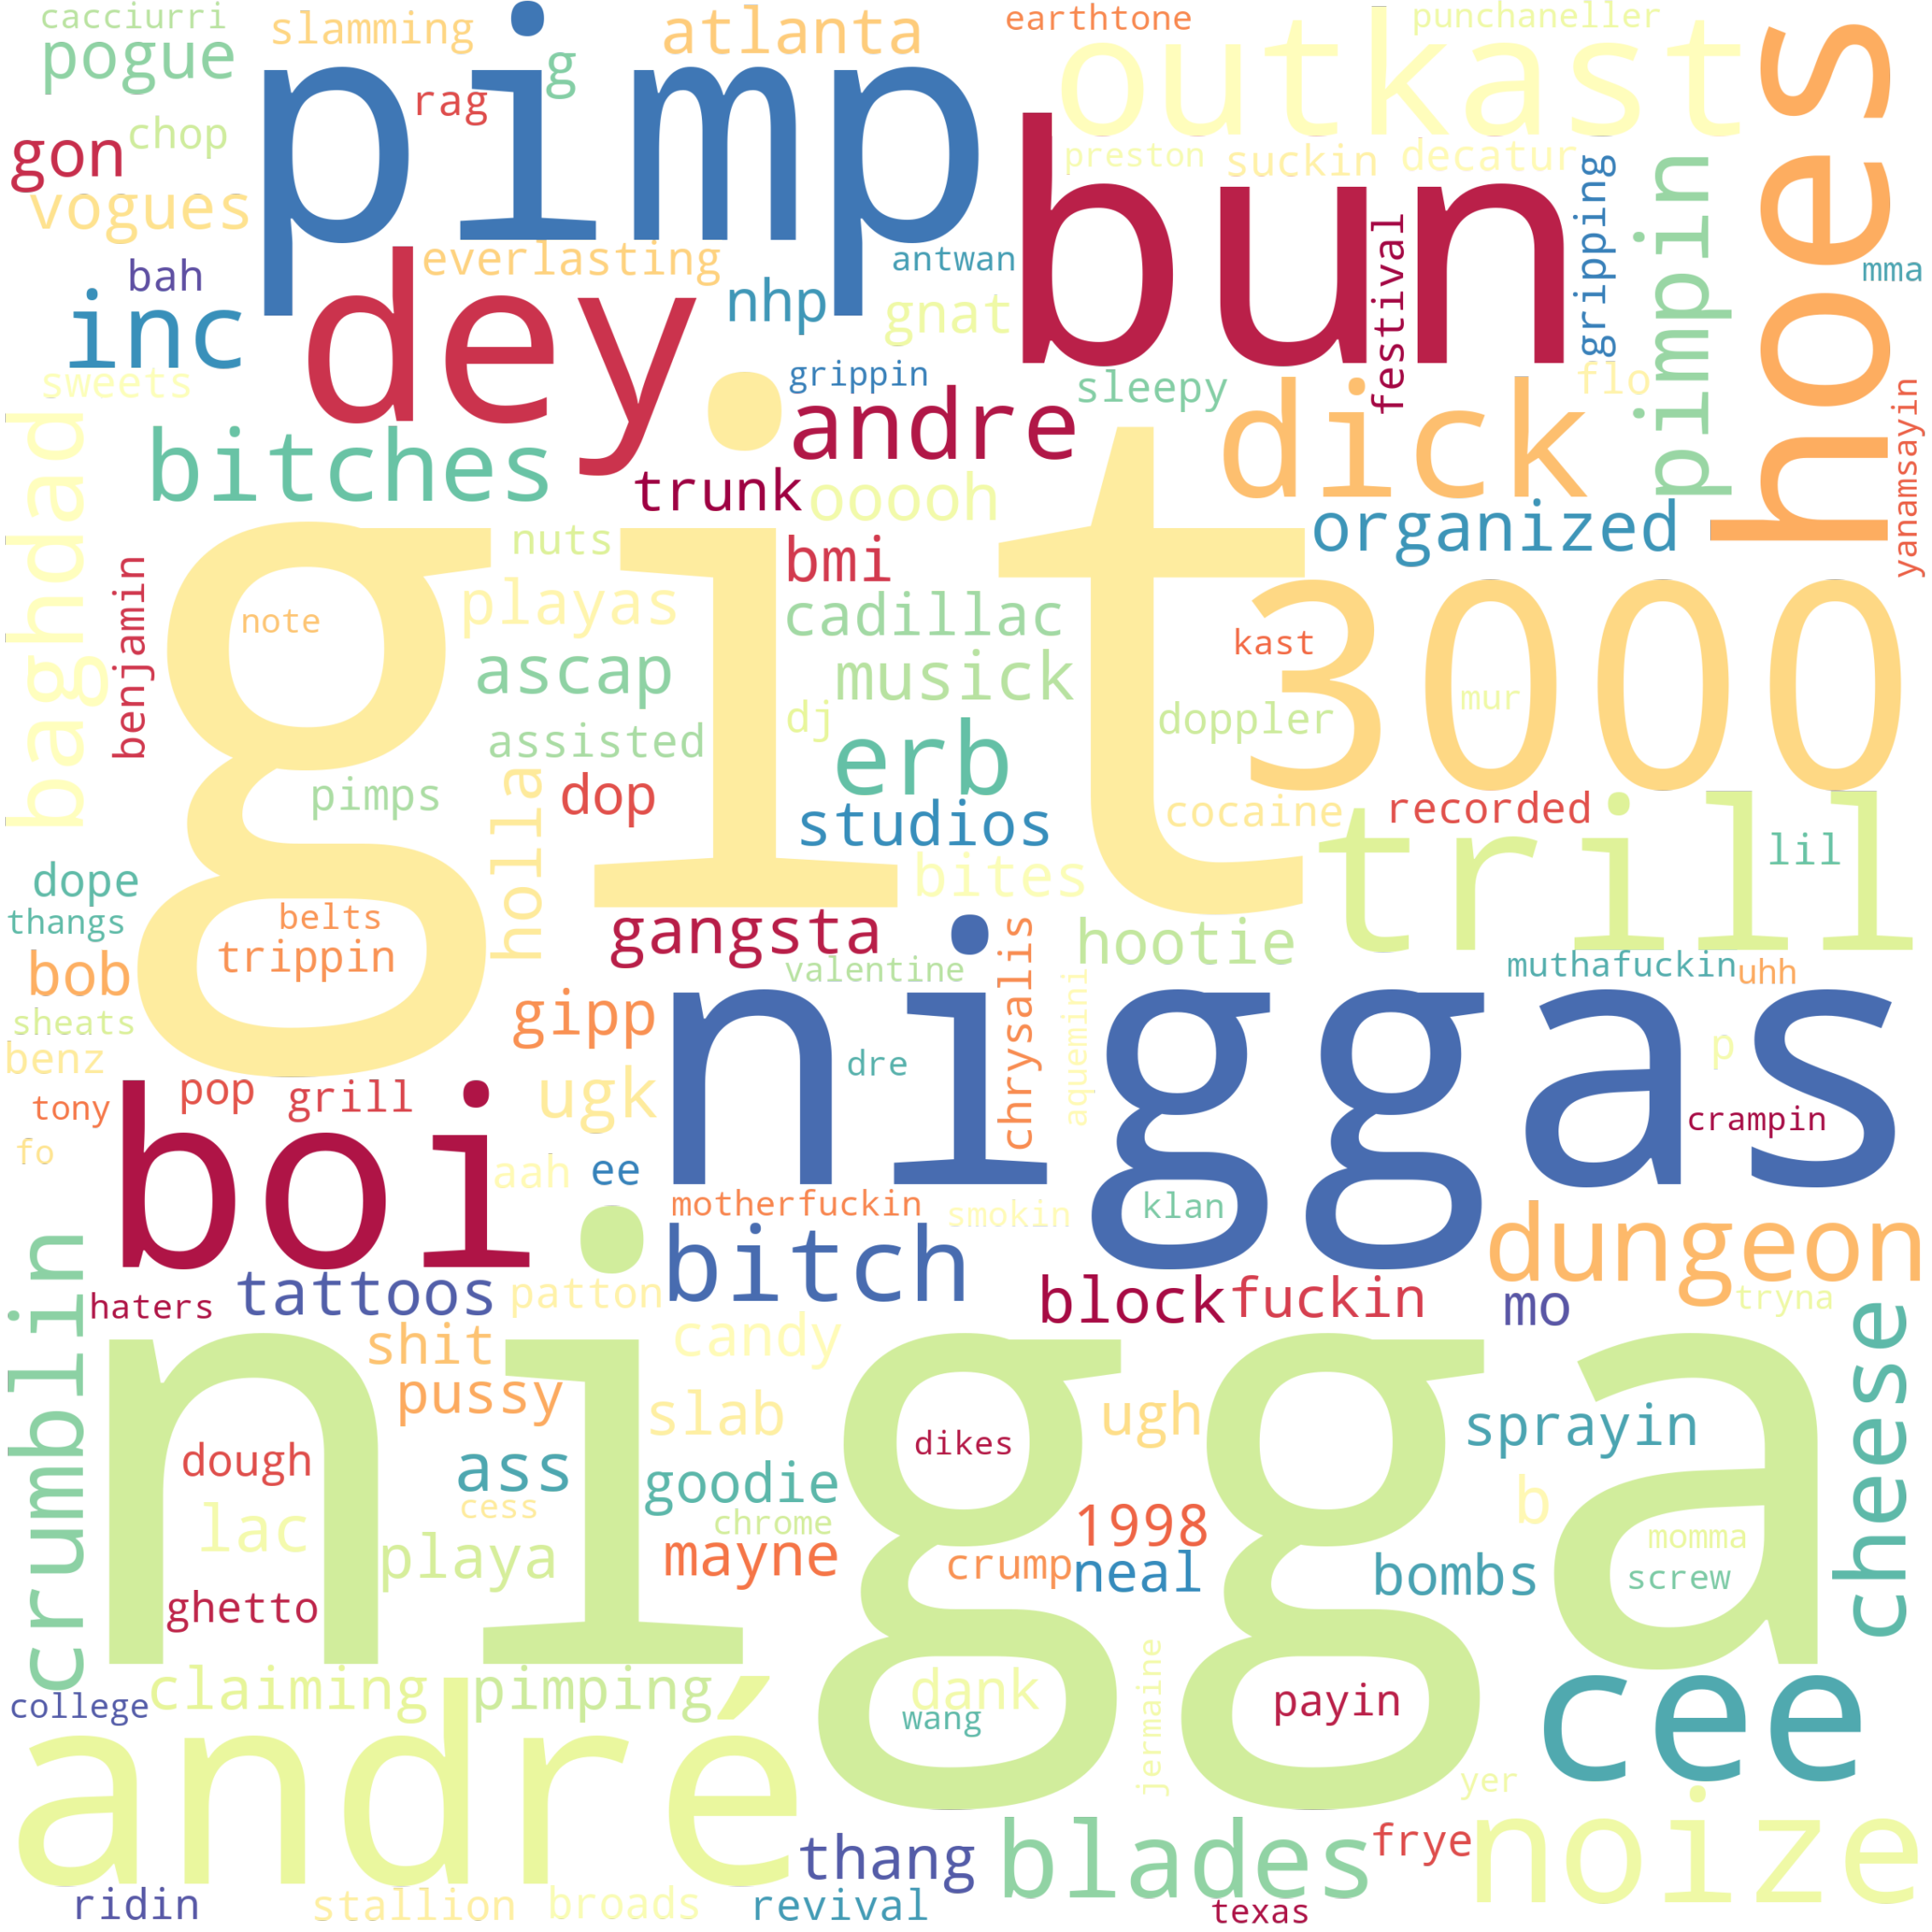 cacciurri
slamming
atlanta
earthtone
punchaneller
pogue
g
outkast
hoes
pimp
rag
gon
chop
bun
preston
suckin
decatur
gripping
pimpin
vogues
everlasting
antwan
festival
mma
bah
nhp
gnat
inc
dey
sweets
grippin
sleepy
flo
yanamsayin
andre
dick
baghdad
bitches
trunk
ooooh
organized
git
nuts
bmi
benjamin
note
playas
cadillac
3000
kast
ascap
musick
mur
assisted
dj
erb
doppler
pimps
holla
dop
studios
cocaine
recorded
trill
lil
dope
bites
thangs
belts
gangsta
hootie
trippin
bob
valentine
chrysalis
aquemini
muthafuckin
uhh
sheats
gipp
niggas
benz
dre
p
tony
pop
grill
ugk
crampin
boi
fo
aah
ee
motherfuckin
smokin
klan
crumblin
bitch
dungeon
haters
tattoos
patton
block
fuckin
mo
tryna
cheese
nigga
shit
candy
pussy
slab
ugh
sprayin
dough
ass
goodie
dikes
lac
cess
chrome
1998
b
momma
playa
mayne
crump
neal
bombs
screw
ghetto
claiming
pimping
dank
jermaine
payin
cee
college
wang
andré
yer
noize
thang
blades
frye
ridin
stallion
broads
revival
texas